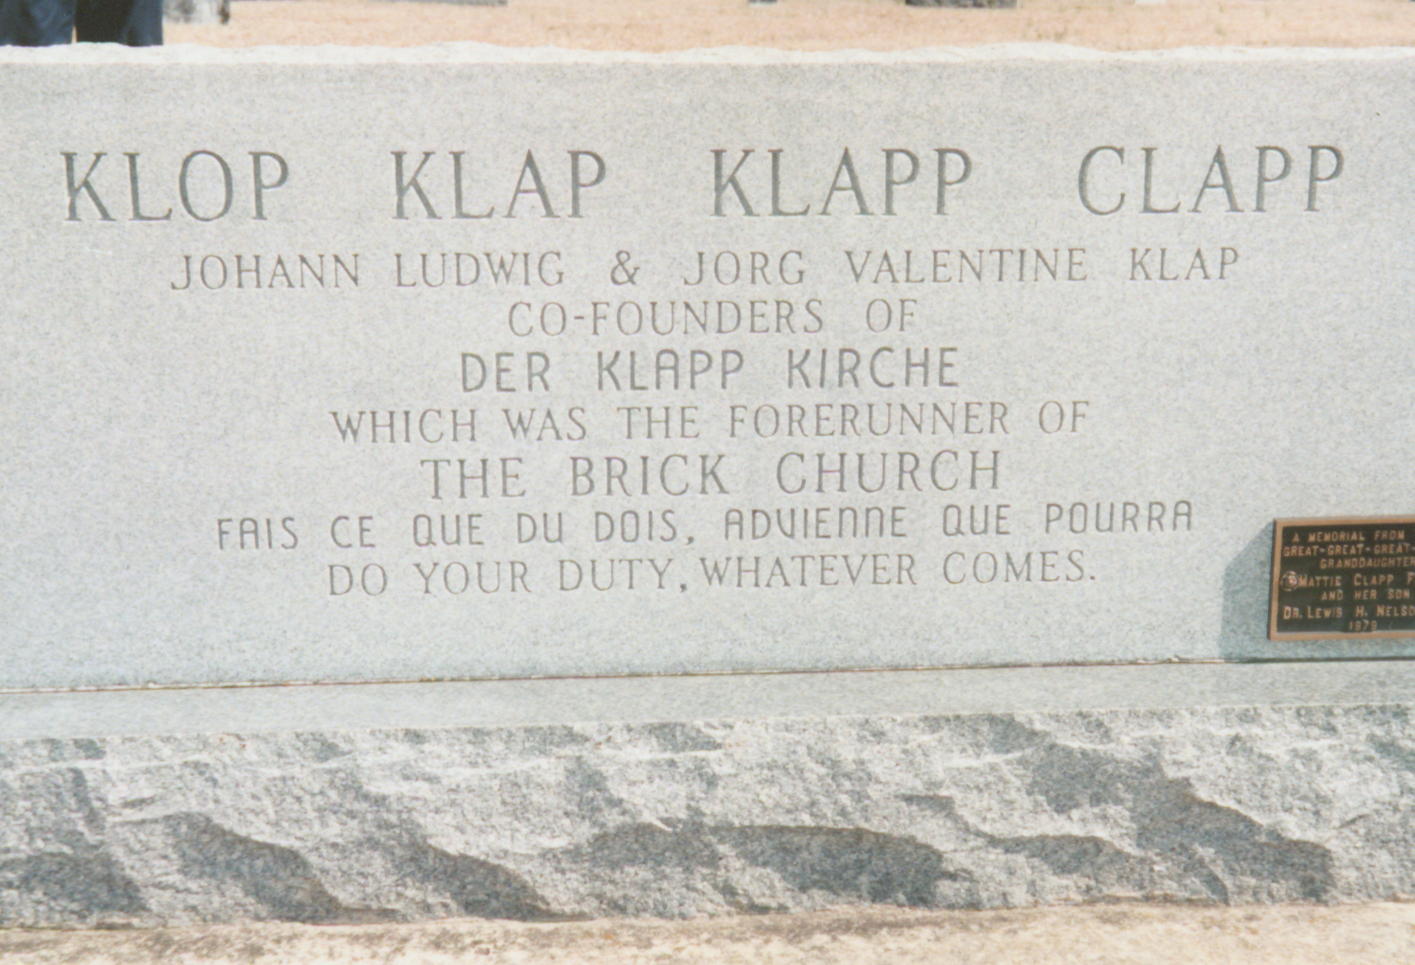 KLOP KLAP KLAPP CLAPP
JOHANN LUDWIG & JORG VALENTINE KLAP
CO-FOUNDERS OF
DER KLAPP KIRCHE
WHICH WAS THE FORERUNNER OF
THE BRICK CHURCH
FAIS CE QUE DU DOIS, ADVIENNE QUE POURRA
DO YOUR DUTY, WHATEVER COMES.
A MEMORIAL FROM
GREAT-GREAT-GREAT-
GRANDDAUGHTER
MATTIE CLAPP
AND HER SON
DR. LEWIS H.
1979